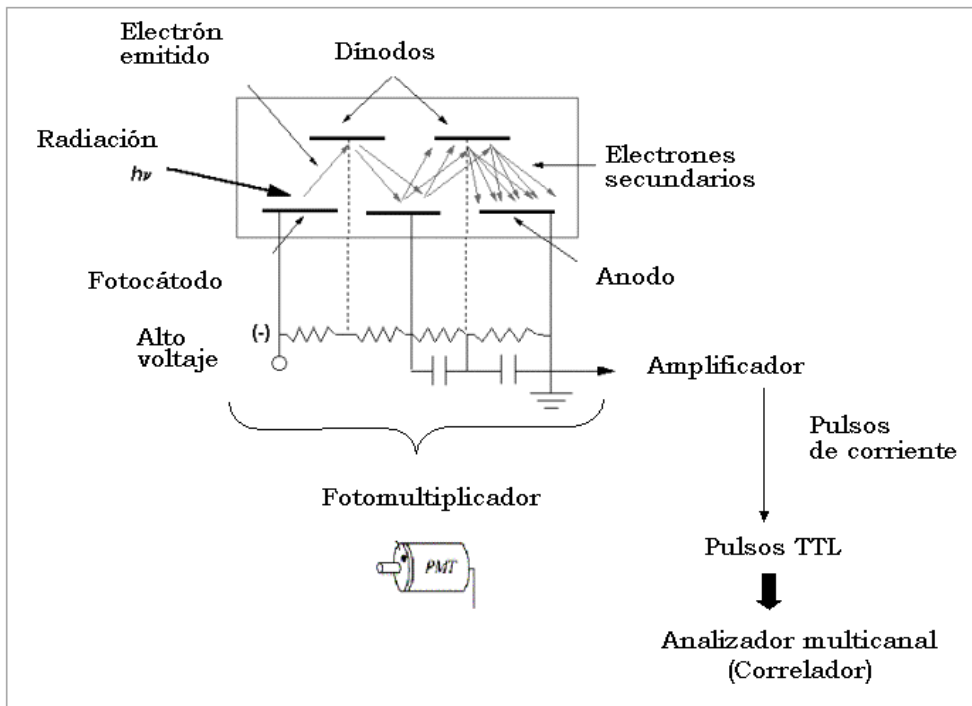 Electrón
emitido
Dínodos
Radiación
hν
Electrones
secundarios
Fotocátodo
Anodo
Alto
voltaje
(-)
Amplificador
Pulsos
de corriente
Fotomultiplicador
PMT
Pulsos TTL
Analizador multicanal
(Correlador)